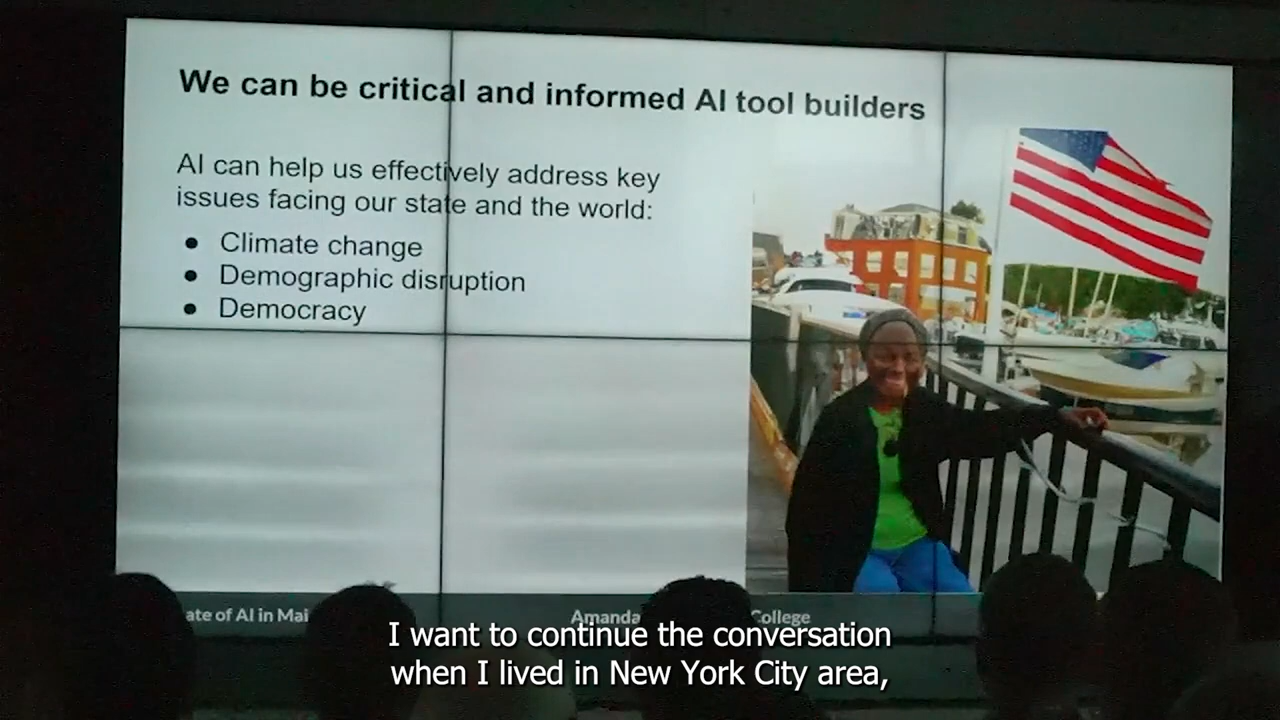 We can be critical and informed AI tool builders
AI can help us effectively address key
issues facing our state and the world:
● Climate change
● Demographic disruption
● Democracy
ate of AI in Mai
Amanda
College
I want to continue the conversation
when I lived in New York City area,